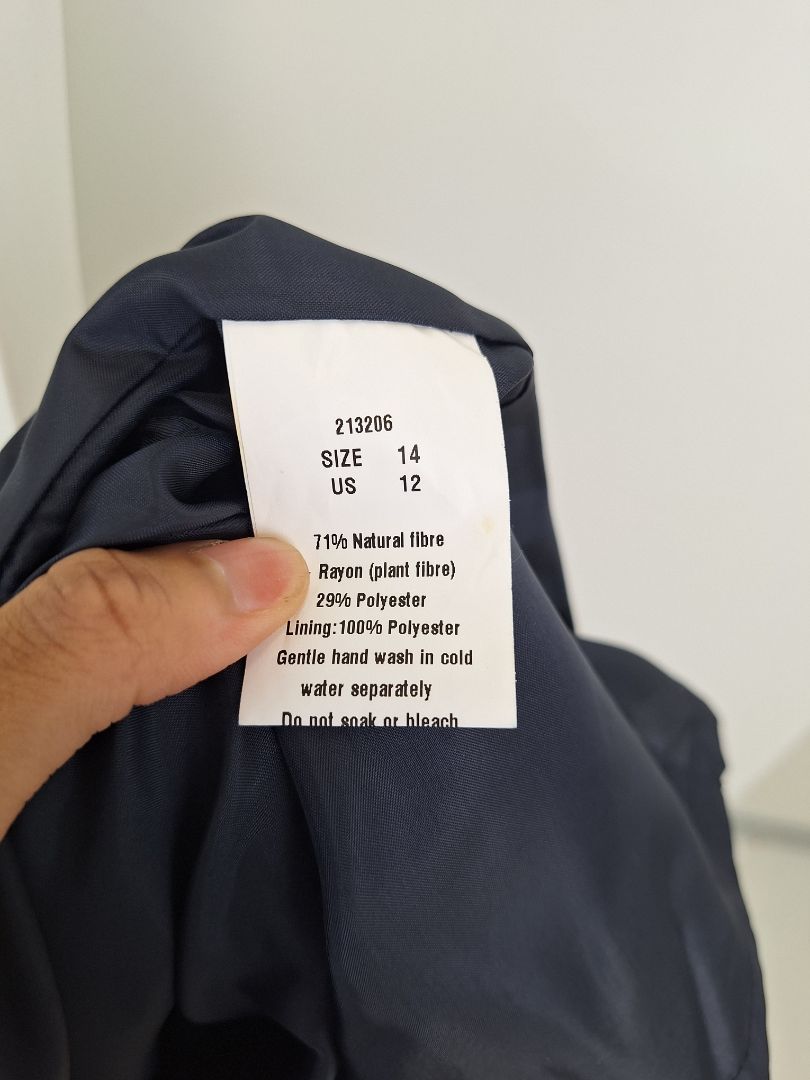 213206
SIZE 14
US 12
71% Natural fibre
Rayon (plant fibre)
29% Polyester
Lining:100% Polyester
Gentle hand wash in cold
water separately
Do not soak or bleach